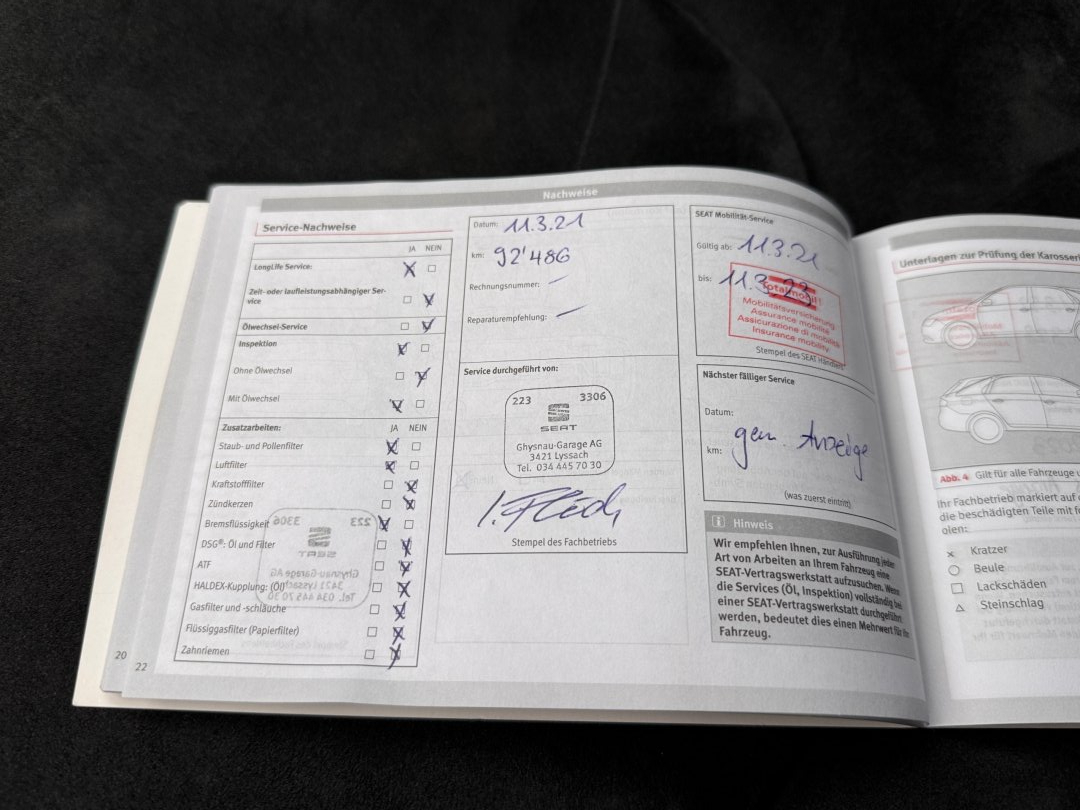 Nachweise
Service-Nachweise
JA NEIN
LongLife Service:
Zeit- oder laufleistungsabhängiger Ser-
vice
Ölwechsel-Service
Inspektion
Ohne Ölwechsel
Mit Ölwechsel
Zusatzarbeiten: JA NEIN
Staub- und Pollenfilter
Luftfilter
Kraftstofffilter
Zündkerzen
Bremsflüssigkeit
DSG®: Öl und Filter
ATF
HALDEX-Kupplung: (Öl)
Gasfilter und -schläuche
Flüssiggasfilter (Papierfilter)
Zahnriemen
20
22
Datum: 11.3.21
km: 92'486
Rechnungsnummer: –
Reparaturempfehlung: –
Service durchgeführt von:
223 3306
SEAT
Ghysnau-Garage AG
3421 Lyssach
Tel. 034 445 70 30
Stempel des Fachbetriebs
SEAT Mobilität-Service
Gültig ab: 11.3.21
bis: 11.3.23
Totalmobil!
Mobilitätsversicherung
Assurance mobilité
Assicurazione di mobilità
Insurance mobility
Stempel des SEAT Händlers
Nächster fälliger Service
Datum:
km: gem. Anzeige
(was zuerst eintritt)
Hinweis
Wir empfehlen Ihnen, zur Ausführung jeder
Art von Arbeiten an Ihrem Fahrzeug eine
SEAT-Vertragswerkstatt aufzusuchen. Wenn
die Services (Öl, Inspektion) vollständig bei
einer SEAT-Vertragswerkstatt durchgeführt
werden, bedeutet dies einen Mehrwert für Ihr
Fahrzeug.
Unterlagen zur Prüfung der Karosseri
Abb. 4 Gilt für alle Fahrzeuge
Ihr Fachbetrieb markiert auf
die beschädigten Teile mit
olen:
Kratzer
Beule
Lackschäden
Steinschlag